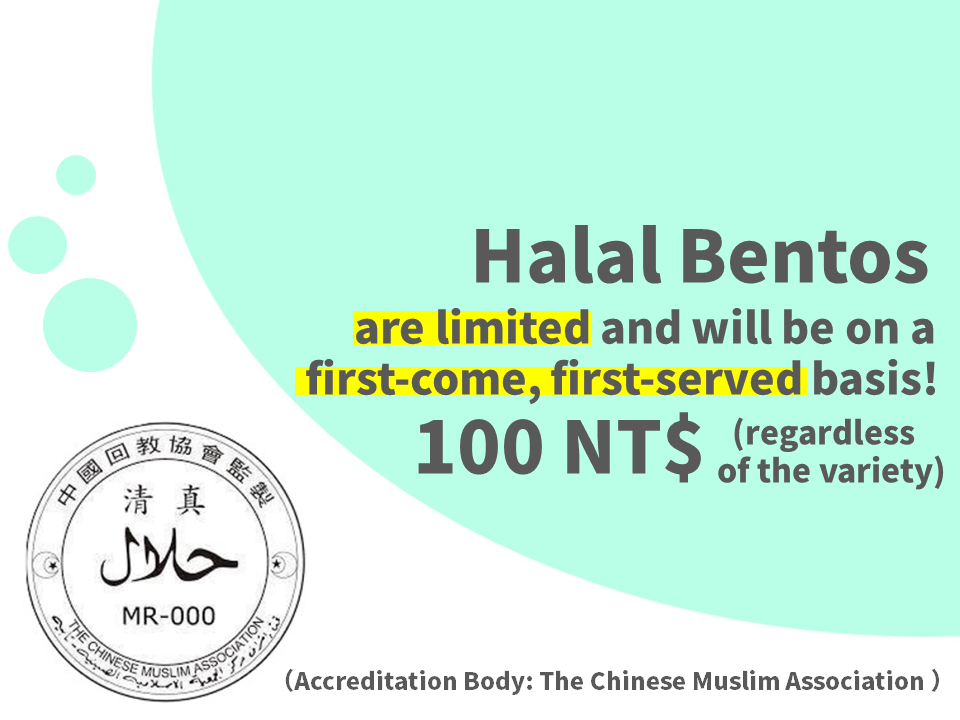 Halal Bentos
are limited and will be on a
first-come, first-served basis!
100 NT$ (regardless
of the variety)
中國回教協會監製
清真
حلال
MR-000
THE CHINESE MUSLIM ASSOCIATION
(Accreditation Body: The Chinese Muslim Association )